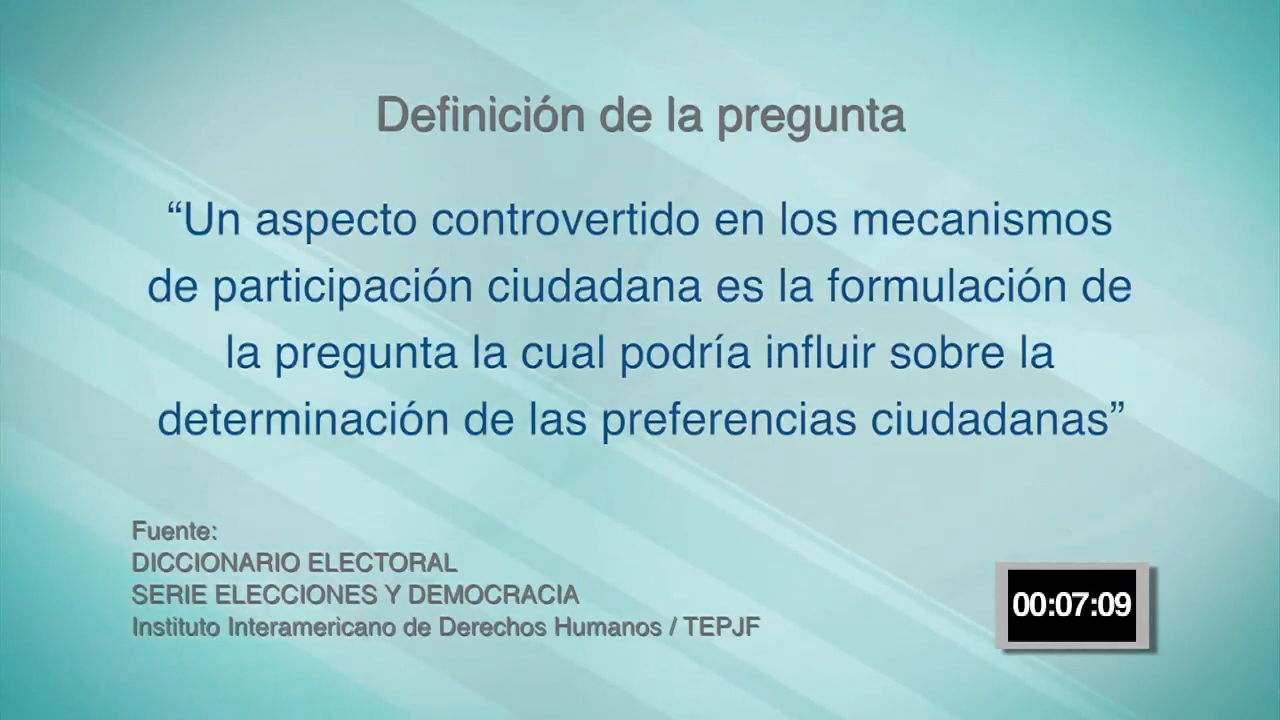 Definición de la pregunta
“Un aspecto controvertido en los mecanismos
de participación ciudadana es la formulación de
la pregunta la cual podría influir sobre la
determinación de las preferencias ciudadanas”
Fuente:
DICCIONARIO ELECTORAL
SERIE ELECCIONES Y DEMOCRACIA
Instituto Interamericano de Derechos Humanos / TEPJF
00:07:09